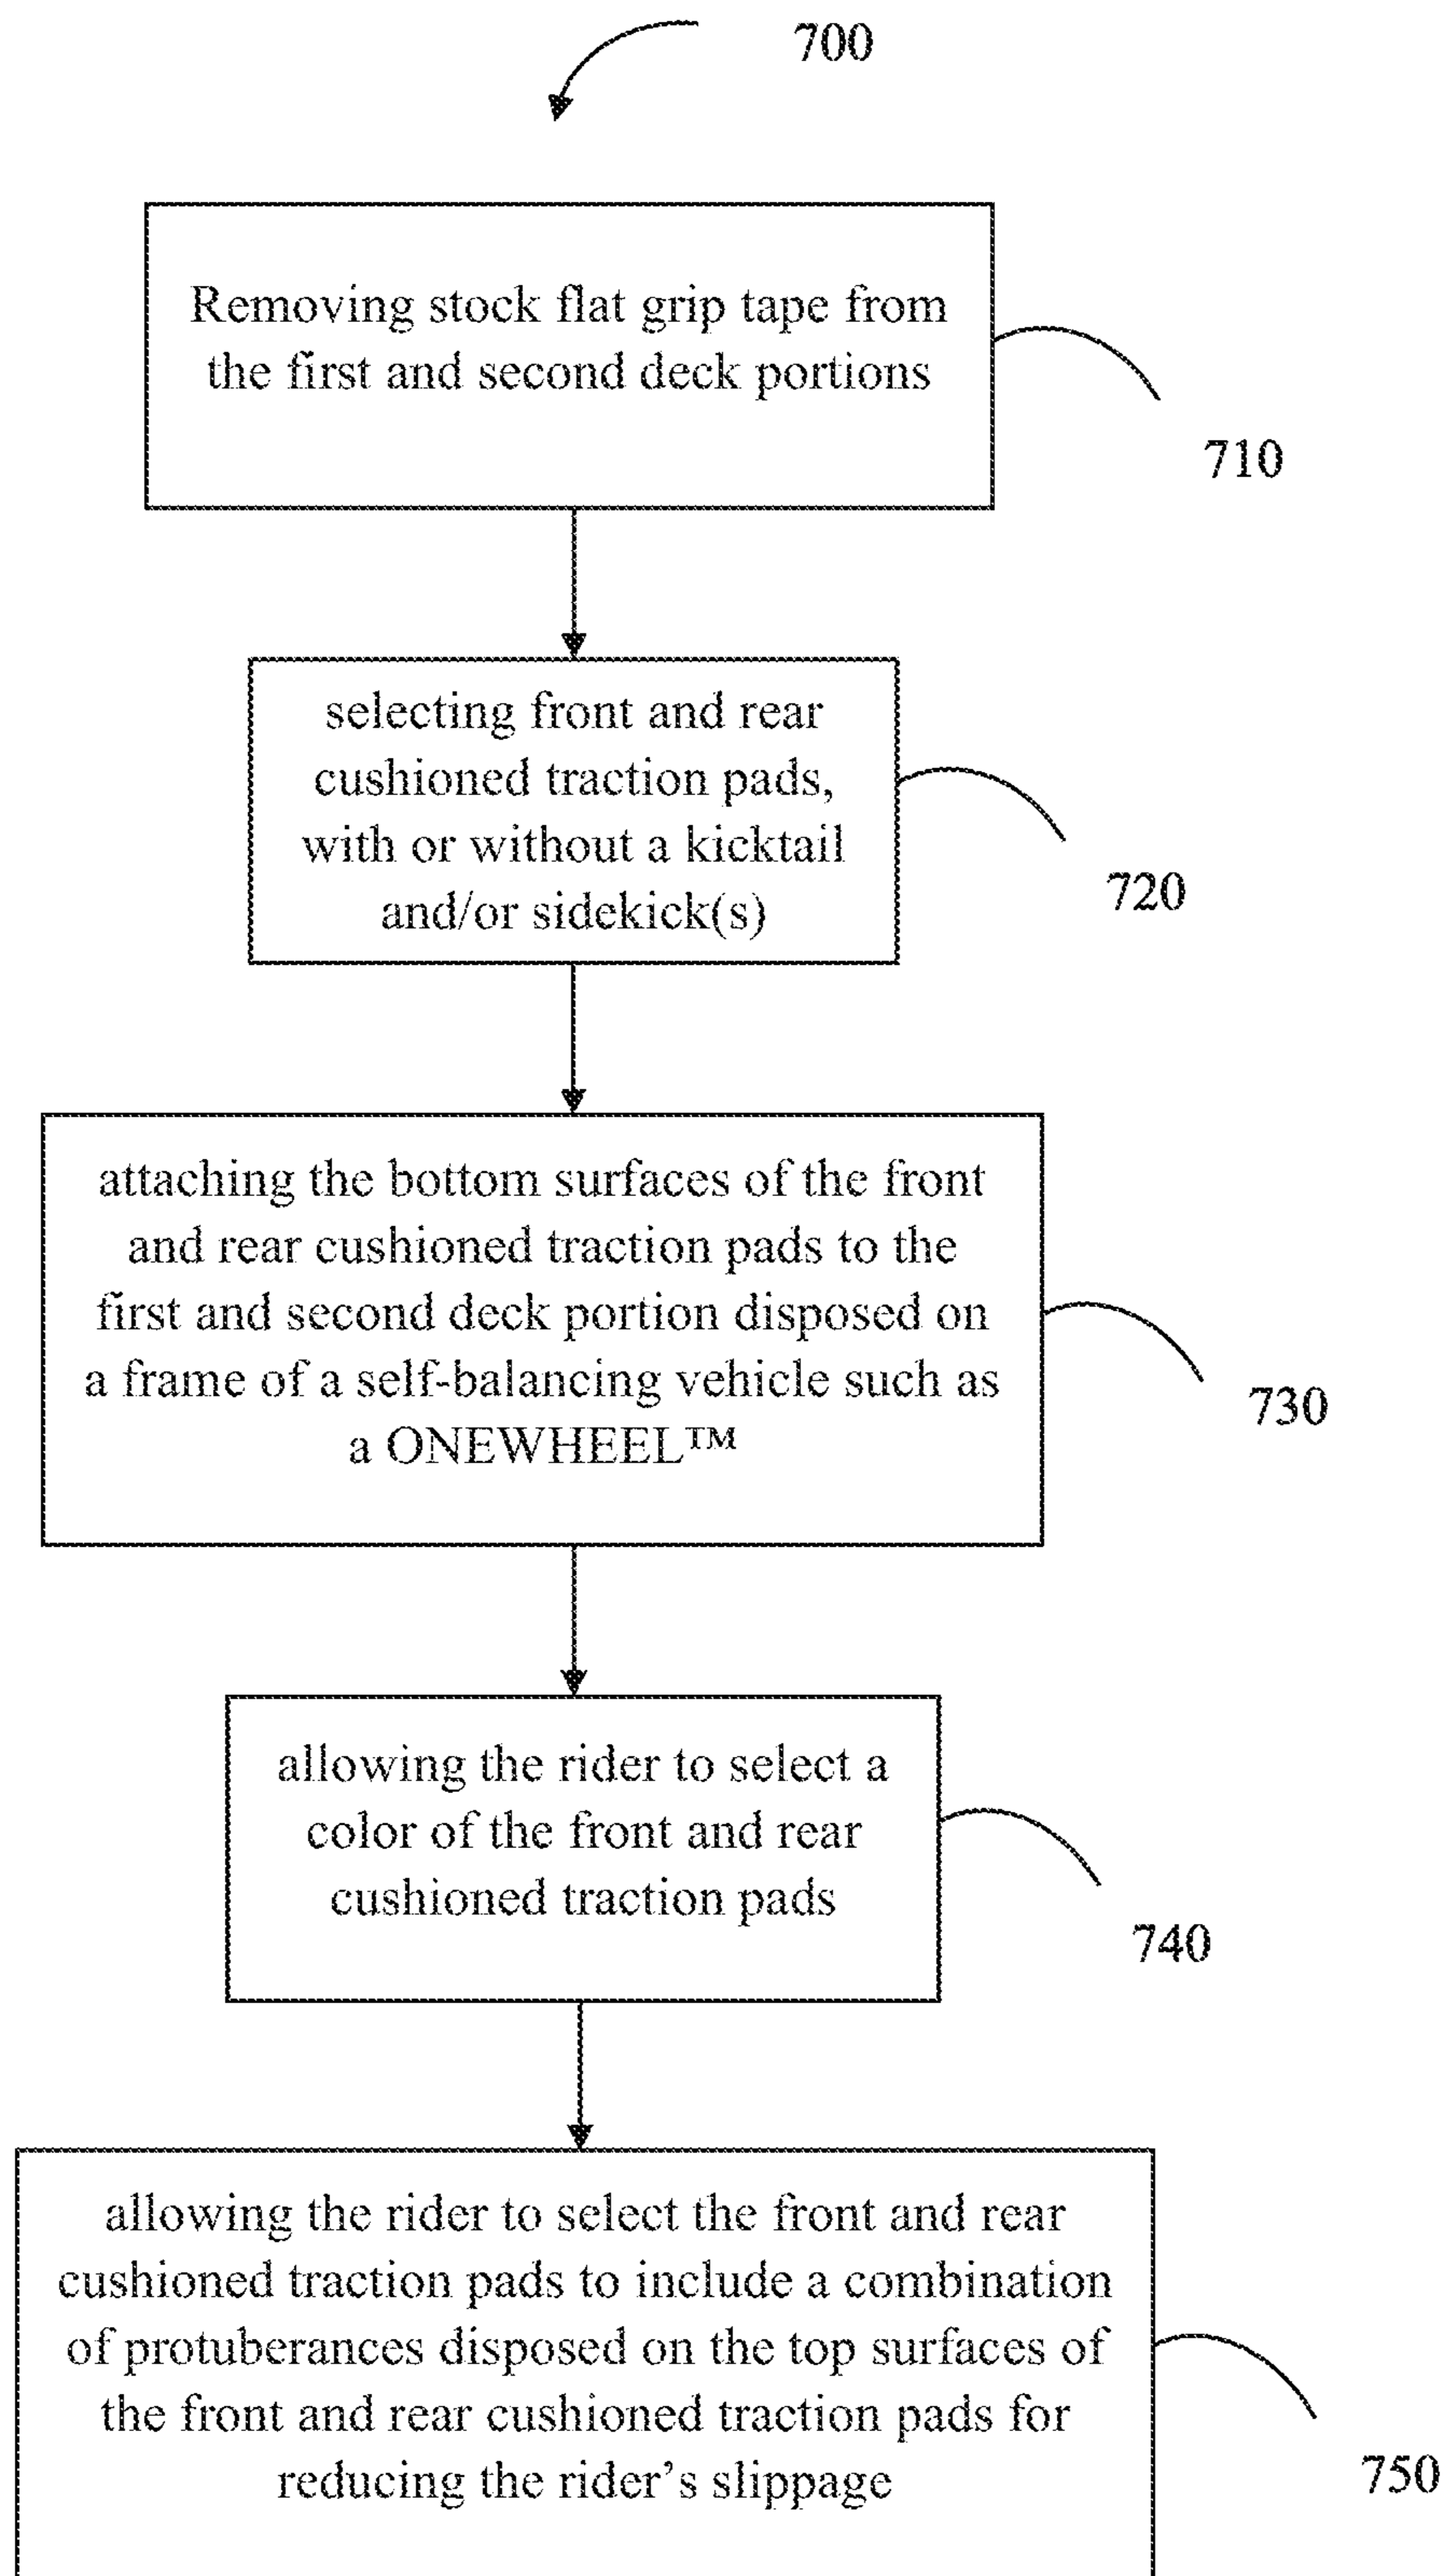 700
Removing stock flat grip tape from
the first and second deck portions
710
selecting front and rear
cushioned traction pads,
with or without a kicktail
and/or sidekick(s)
720
attaching the bottom surfaces of the front
and rear cushioned traction pads to the
first and second deck portion disposed on
a frame of a self-balancing vehicle such as
a ONEWHEEL™
730
allowing the rider to select a
color of the front and rear
cushioned traction pads
740
allowing the rider to select the front and rear
cushioned traction pads to include a combination
of protuberances disposed on the top surfaces of
the front and rear cushioned traction pads for
reducing the rider’s slippage
750